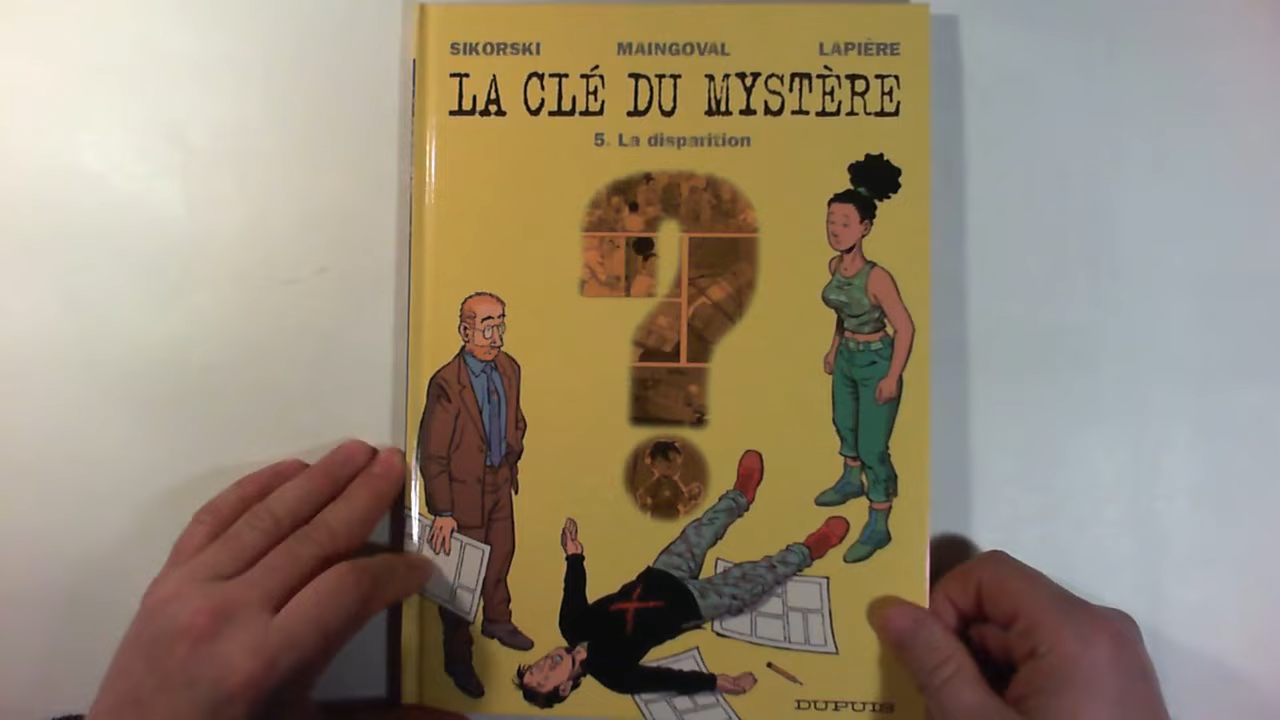 SIKORSKI MAINGOVAL LAPIÈRE
LA CLÉ DU MYSTÈRE
5. La disparition
DUPUIS